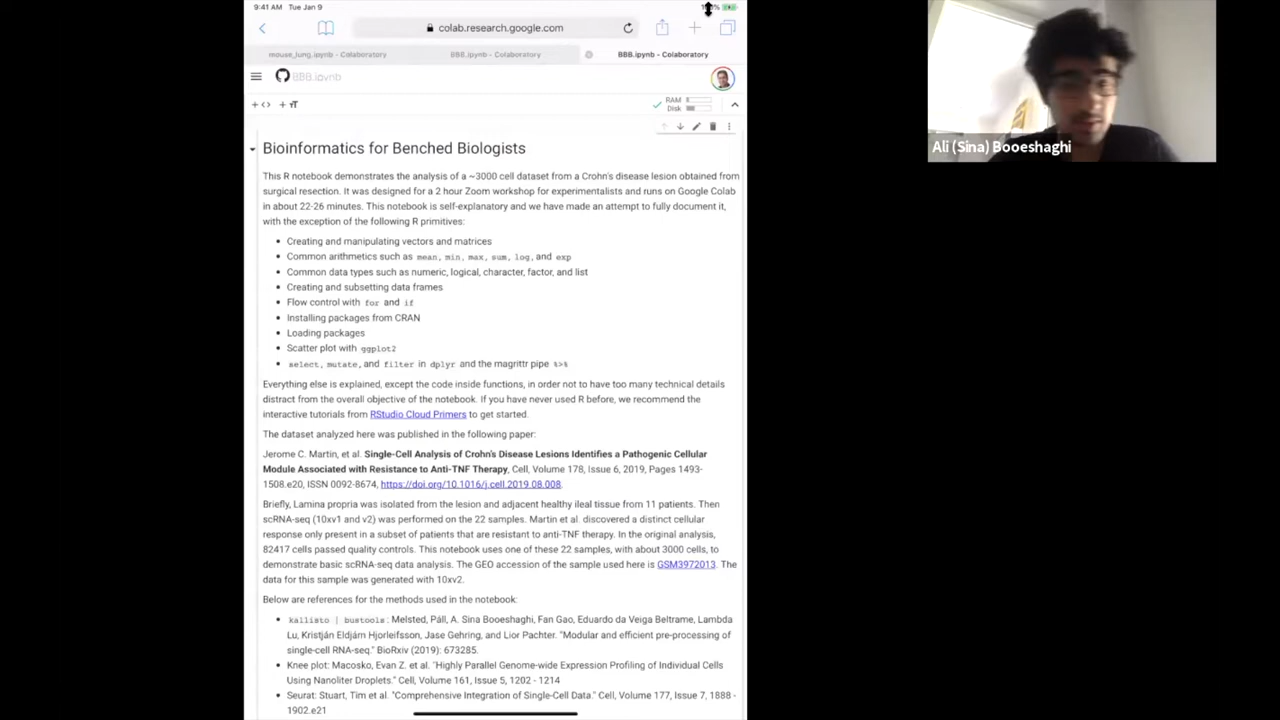 9:41 AM Tue Jan 9
colab.research.google.com
mouse_lung.ipynb - Colaboratory
BBB.ipynb - Colaboratory
BBB.ipynb - Colaboratory
BBB.ipynb
RAM
Disk
Bioinformatics for Benched Biologists
This R notebook demonstrates the analysis of a ~3000 cell dataset from a Crohn's disease lesion obtained from
surgical resection. It was designed for a 2 hour Zoom workshop for experimentalists and runs on Google Colab
in about 22-26 minutes. This notebook is self-explanatory and we have made an attempt to fully document it,
with the exception of the following R primitives:
• Creating and manipulating vectors and matrices
• Common arithmetics such as mean, min, max, sum, log, and exp
• Common data types such as numeric, logical, character, factor, and list
• Creating and subsetting data frames
• Flow control with for and if
• Installing packages from CRAN
• Loading packages
• Scatter plot with ggplot2
• select, mutate, and filter in dplyr and the magrittr pipe %>%
Everything else is explained, except the code inside functions, in order not to have too many technical details
distract from the overall objective of the notebook. If you have never used R before, we recommend the
interactive tutorials from RStudio Cloud Primers to get started.
The dataset analyzed here was published in the following paper:
Jerome C. Martin, et al. Single-Cell Analysis of Crohn's Disease Lesions Identifies a Pathogenic Cellular
Module Associated with Resistance to Anti-TNF Therapy, Cell, Volume 178, Issue 6, 2019, Pages 1493-
1508.e20, ISSN 0092-8674, https://doi.org/10.1016/j.cell.2019.08.008.
Briefly, Lamina propria was isolated from the lesion and adjacent healthy ileal tissue from 11 patients. Then
scRNA-seq (10xv1 and v2) was performed on the 22 samples. Martin et al. discovered a distinct cellular
response only present in a subset of patients that are resistant to anti-TNF therapy. In the original analysis,
82417 cells passed quality controls. This notebook uses one of these 22 samples, with about 3000 cells, to
demonstrate basic scRNA-seq data analysis. The GEO accession of the sample used here is GSM3972013. The
data for this sample was generated with 10xv2.
Below are references for the methods used in the notebook:
• kallisto | bustools: Melsted, Páll, A. Sina Booeshaghi, Fan Gao, Eduardo da Veiga Beltrame, Lambda
Lu, Kristján Eldjárn Hjorleifsson, Jase Gehring, and Lior Pachter. "Modular and efficient pre-processing of
single-cell RNA-seq." BioRxiv (2019): 673285.
• Knee plot: Macosko, Evan Z. et al. "Highly Parallel Genome-wide Expression Profiling of Individual Cells
Using Nanoliter Droplets." Cell, Volume 161, Issue 5, 1202 - 1214
• Seurat: Stuart, Tim et al. "Comprehensive Integration of Single-Cell Data." Cell, Volume 177, Issue 7, 1888 -
1902.e21
Ali (Sina) Booeshaghi